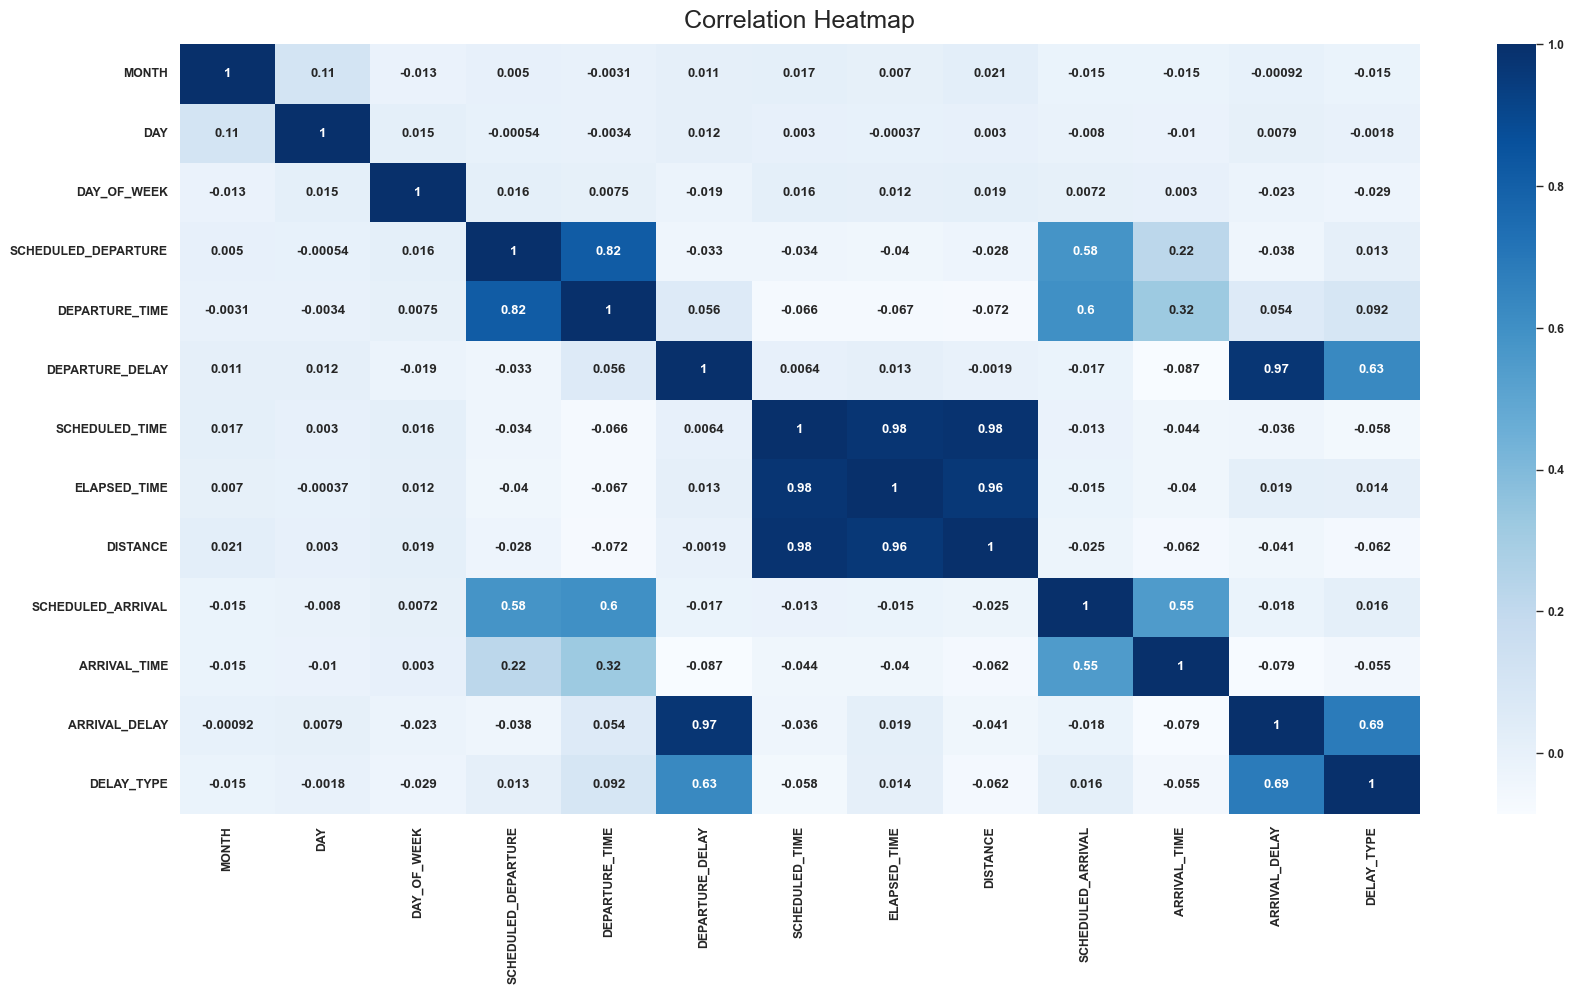 Correlation Heatmap
MONTH 1 0.11 -0.013 0.005 -0.0031 0.011 0.017 0.007 0.021 -0.015 -0.015 -0.00092 -0.015
DAY 0.11 1 0.015 -0.00054 -0.0034 0.012 0.003 -0.00037 0.003 -0.008 -0.01 0.0079 -0.0018
DAY_OF_WEEK -0.013 0.015 1 0.016 0.0075 -0.019 0.016 0.012 0.019 0.0072 0.003 -0.023 -0.029
SCHEDULED_DEPARTURE 0.005 -0.00054 0.016 1 0.82 -0.033 -0.034 -0.04 -0.028 0.58 0.22 -0.038 0.013
DEPARTURE_TIME -0.0031 -0.0034 0.0075 0.82 1 0.056 -0.066 -0.067 -0.072 0.6 0.32 0.054 0.092
DEPARTURE_DELAY 0.011 0.012 -0.019 -0.033 0.056 1 0.0064 0.013 -0.0019 -0.017 -0.087 0.97 0.63
SCHEDULED_TIME 0.017 0.003 0.016 -0.034 -0.066 0.0064 1 0.98 0.98 -0.013 -0.044 -0.036 -0.058
ELAPSED_TIME 0.007 -0.00037 0.012 -0.04 -0.067 0.013 0.98 1 0.96 -0.015 -0.04 0.019 0.014
DISTANCE 0.021 0.003 0.019 -0.028 -0.072 -0.0019 0.98 0.96 1 -0.025 -0.062 -0.041 -0.062
SCHEDULED_ARRIVAL -0.015 -0.008 0.0072 0.58 0.6 -0.017 -0.013 -0.015 -0.025 1 0.55 -0.018 0.016
ARRIVAL_TIME -0.015 -0.01 0.003 0.22 0.32 -0.087 -0.044 -0.04 -0.062 0.55 1 -0.079 -0.055
ARRIVAL_DELAY -0.00092 0.0079 -0.023 -0.038 0.054 0.97 -0.036 0.019 -0.041 -0.018 -0.079 1 0.69
DELAY_TYPE -0.015 -0.0018 -0.029 0.013 0.092 0.63 -0.058 0.014 -0.062 0.016 -0.055 0.69 1
MONTH
DAY
DAY_OF_WEEK
SCHEDULED_DEPARTURE
DEPARTURE_TIME
DEPARTURE_DELAY
SCHEDULED_TIME
ELAPSED_TIME
DISTANCE
SCHEDULED_ARRIVAL
ARRIVAL_TIME
ARRIVAL_DELAY
DELAY_TYPE
1.0
0.8
0.6
0.4
0.2
0.0